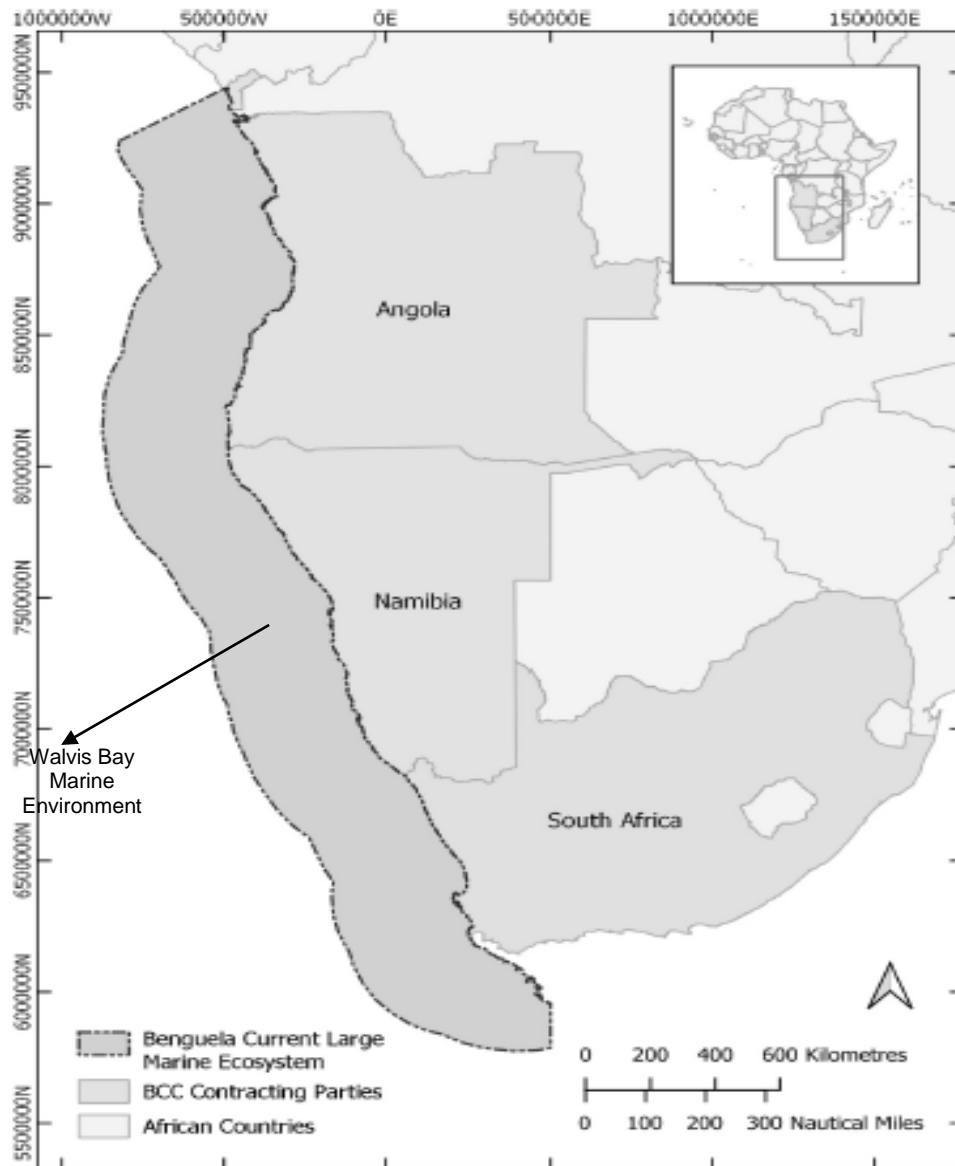 1000000W 500000W 0E 500000E 1000000E 1500000E
9500000N
9000000N
8500000N
8000000N
7500000N
7000000N
6500000N
6000000N
5500000N
Angola
Namibia
South Africa
Walvis Bay
Marine
Environment
Benguela Current Large
Marine Ecosystem
BCC Contracting Parties
African Countries
0 200 400 600 Kilometres
0 100 200 300 Nautical Miles